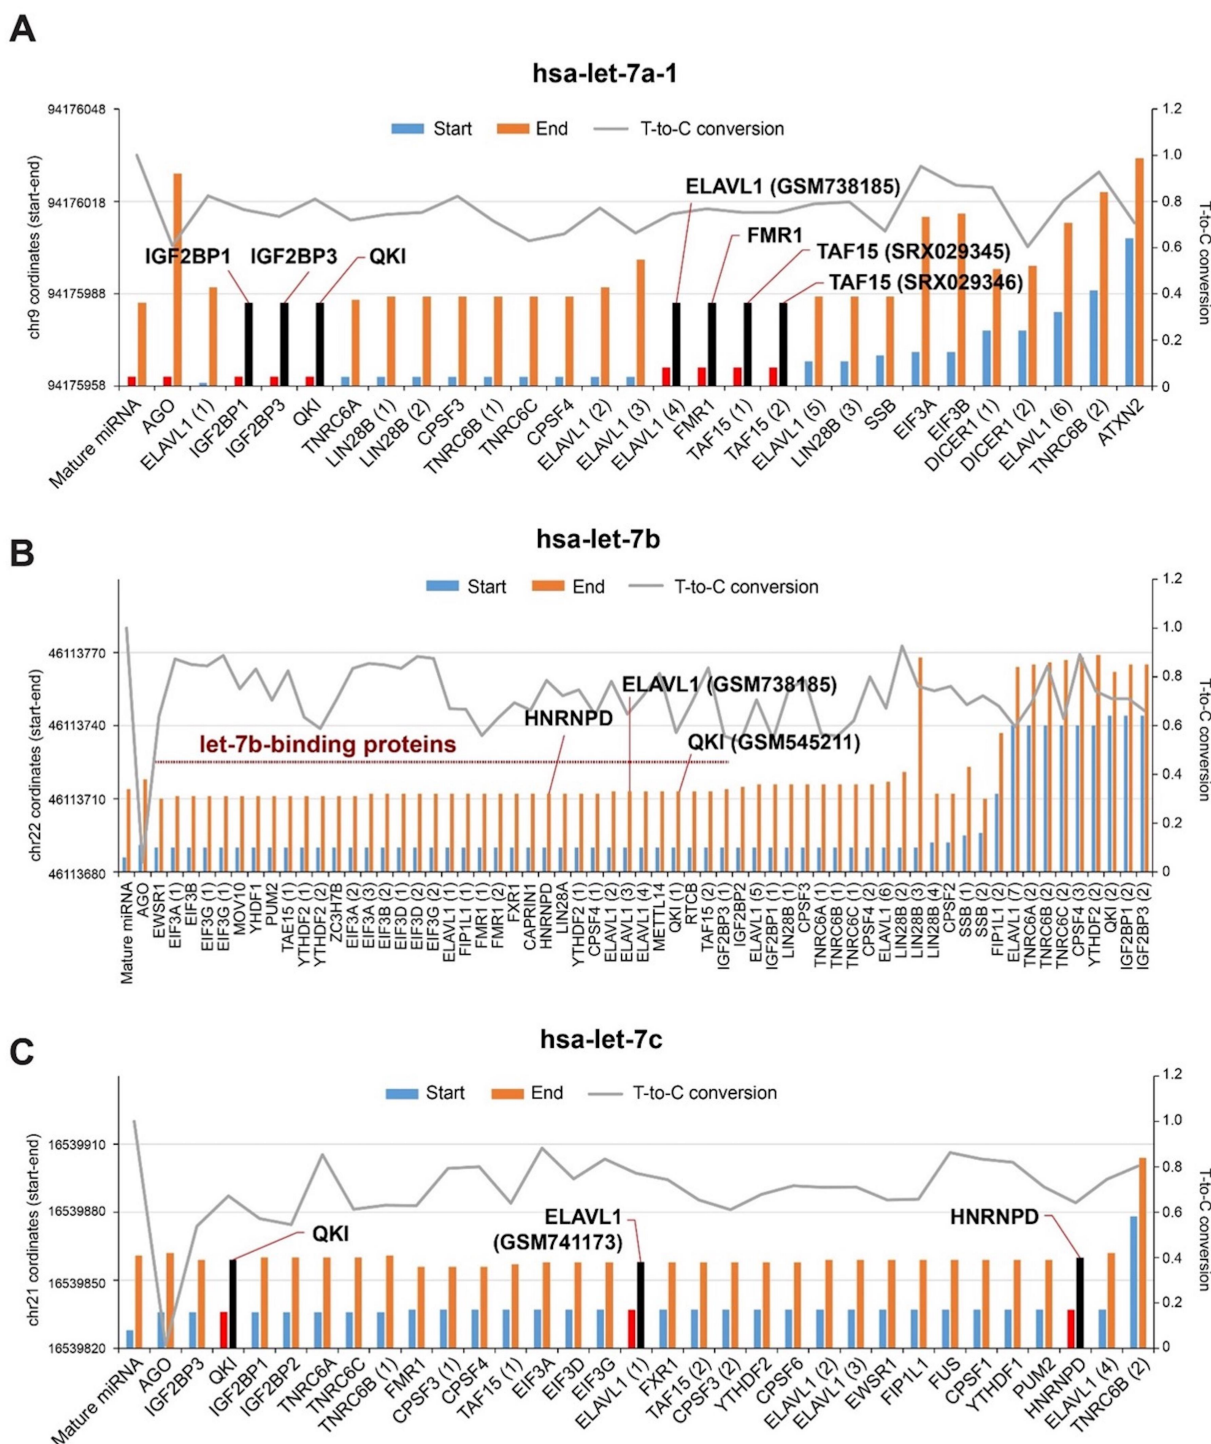 A
hsa-let-7a-1
Start End T-to-C conversion
chr9 cordinates (start-end)
94176048
94176018
94175988
94175958
1.2
1.0
0.8
0.6
0.4
0.2
0
T-to-C conversion
ELAVL1 (GSM738185)
FMR1
IGF2BP1 IGF2BP3 QKI
TAF15 (SRX029345)
TAF15 (SRX029346)
Mature miRNA
AGO
ELAVL1 (1)
IGF2BP1
IGF2BP3
QKI
TNRC6A
LIN28B (1)
LIN28B (2)
CPSF3
TNRC6B (1)
TNRC6C
CPSF4
ELAVL1 (2)
ELAVL1 (3)
ELAVL1 (4)
FMR1
TAF15 (1)
TAF15 (2)
ELAVL1 (5)
LIN28B (3)
SSB
EIF3A
EIF3B
DICER1 (1)
DICER1 (2)
ELAVL1 (6)
TNRC6B (2)
ATXN2
B
hsa-let-7b
Start End T-to-C conversion
chr22 cordinates (start-end)
46113770
46113740
46113710
46113680
1.2
1.0
0.8
0.6
0.4
0.2
0
T-to-C conversion
ELAVL1 (GSM738185)
HNRNPD
let-7b-binding proteins
QKI (GSM545211)
Mature miRNA
AGO
EWSR1
EIF3A (1)
EIF3B
EIF3G (1)
EIF3G (1)
MOV10
YHDF1
PUM2
TAE15 (1)
YTHDF2 (1)
YTHDF2 (2)
ZC3H7B
EIF3A (2)
EIF3A (3)
EIF3B (2)
EIF3D (1)
EIF3D (2)
EIF3G (2)
ELAVL1 (1)
FIP1L (1)
FMR1 (1)
FMR1 (2)
FXR1
CAPRIN1
HNRNPD
LIN28A
YTHDF2 (1)
CPSF4 (1)
ELAVL1 (2)
ELAVL1 (3)
ELAVL1 (4)
METTL14
QKI (1)
RTCB
TAF15 (2)
IGF2BP3 (1)
IGF2BP2
ELAVL1 (5)
IGF2BP1 (1)
LIN28B (1)
CPSF3
TNRC6A (1)
TNRC6B (1)
TNRC6C (1)
CPSF4 (2)
ELAVL1 (6)
LIN28B (2)
LIN28B (3)
LIN28B (4)
CPSF2
SSB (1)
SSB (2)
FIP1L (2)
ELAVL1 (7)
TNRC6A (2)
TNRC6B (2)
TNRC6C (2)
CPSF4 (3)
YTHDF2 (2)
QKI (2)
IGF2BP1 (2)
IGF2BP3 (2)
C
hsa-let-7c
Start End T-to-C conversion
chr21 cordinates (start-end)
16539910
16539880
16539850
16539820
1.2
1.0
0.8
0.6
0.4
0.2
0
T-to-C conversion
QKI
ELAVL1
(GSM741173)
HNRNPD
Mature miRNA
AGO
IGF2BP3
QKI
IGF2BP1
IGF2BP2
TNRC6A
TNRC6C
TNRC6B (1)
FMR1
CPSF3 (1)
CPSF4
TAF15 (1)
EIF3A
EIF3D
EIF3G
ELAVL1 (1)
FXR1
TAF15 (2)
CPSF3 (2)
YTHDF2
CPSF6
ELAVL1 (2)
ELAVL1 (3)
EWSR1
FIP1L1
FUS
CPSF1
YTHDF1
PUM2
HNRNPD
ELAVL1 (4)
TNRC6B (2)